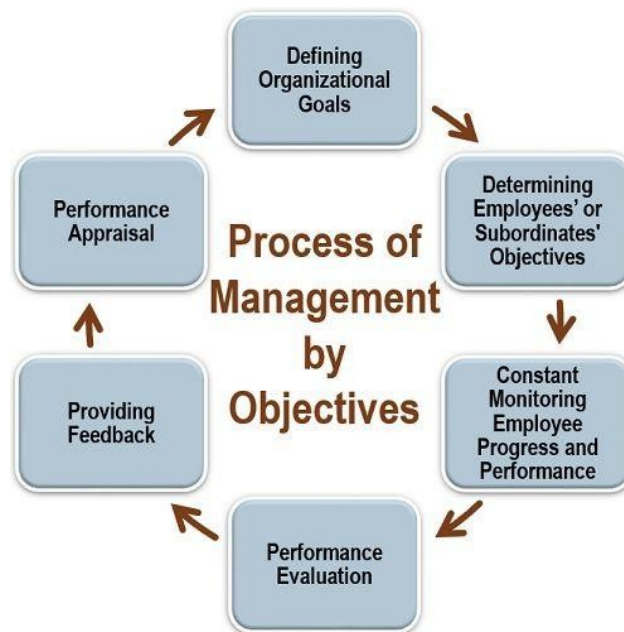 Defining
Organizational
Goals
Determining
Employees’ or
Subordinates'
Objectives
Constant
Monitoring
Employee
Progress and
Performance
Performance
Evaluation
Providing
Feedback
Performance
Appraisal
Process of
Management
by
Objectives